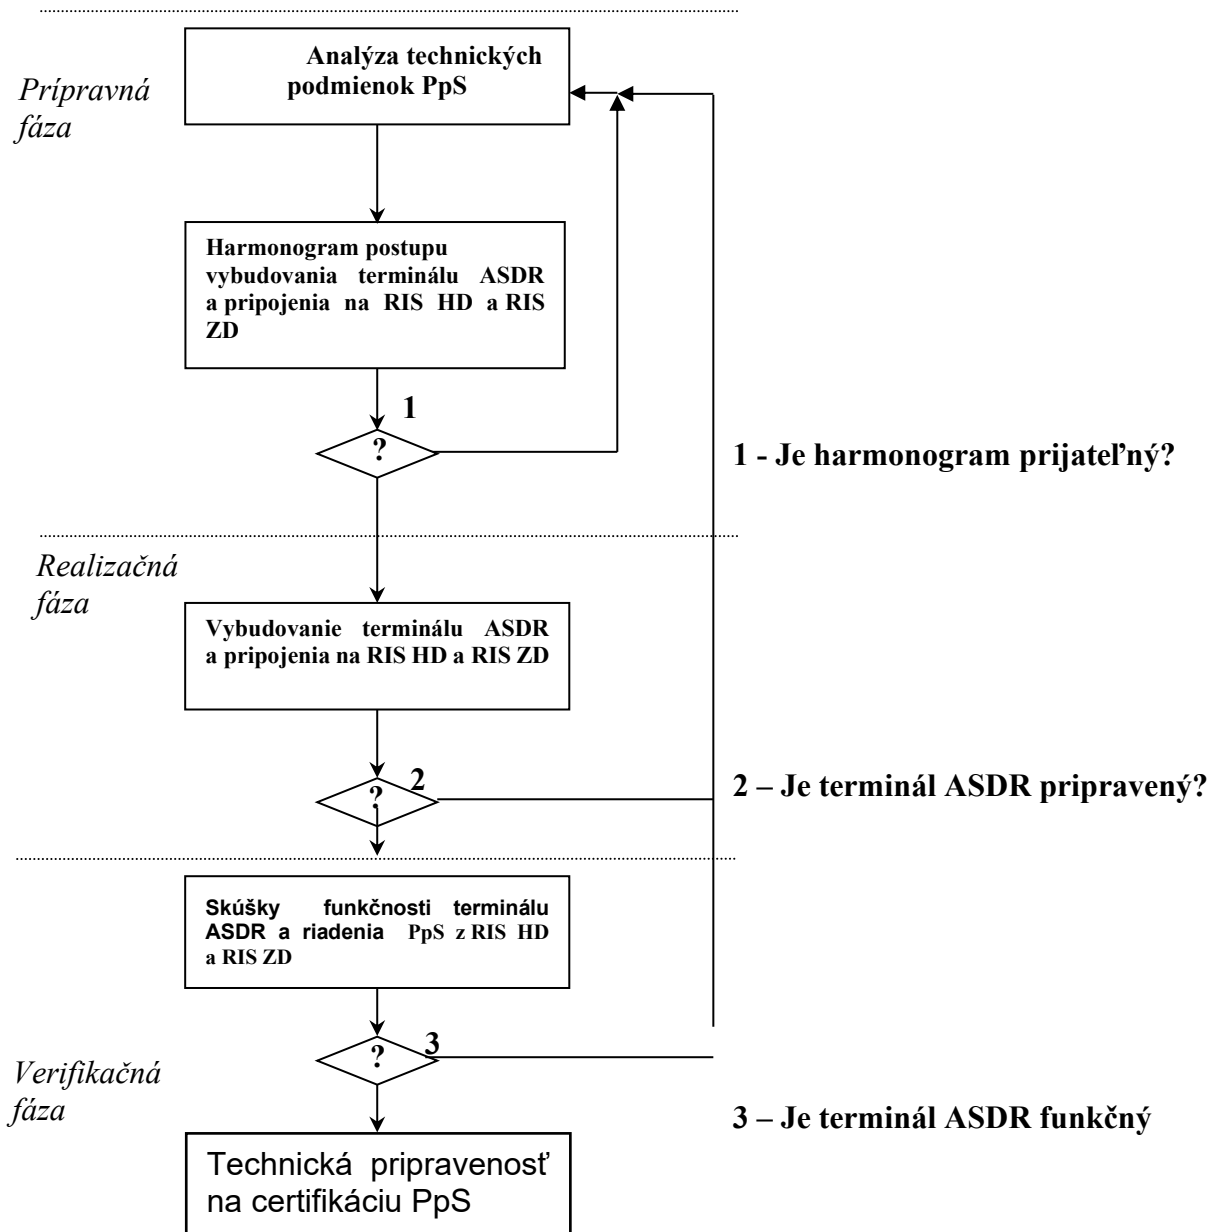 Analýza technických
podmienok PpS
Prípravná
fáza
Harmonogram postupu
vybudovania terminálu ASDR
a pripojenia na RIS HD a RIS
ZD
1
?
1 - Je harmonogram prijateľný?
Realizačná
fáza
Vybudovanie terminálu ASDR
a pripojenia na RIS HD a RIS ZD
2
?
2 – Je terminál ASDR pripravený?
Skúšky funkčnosti terminálu
ASDR a riadenia PpS z RIS HD
a RIS ZD
3
?
Verifikačná
fáza
3 – Je terminál ASDR funkčný
Technická pripravenosť
na certifikáciu PpS